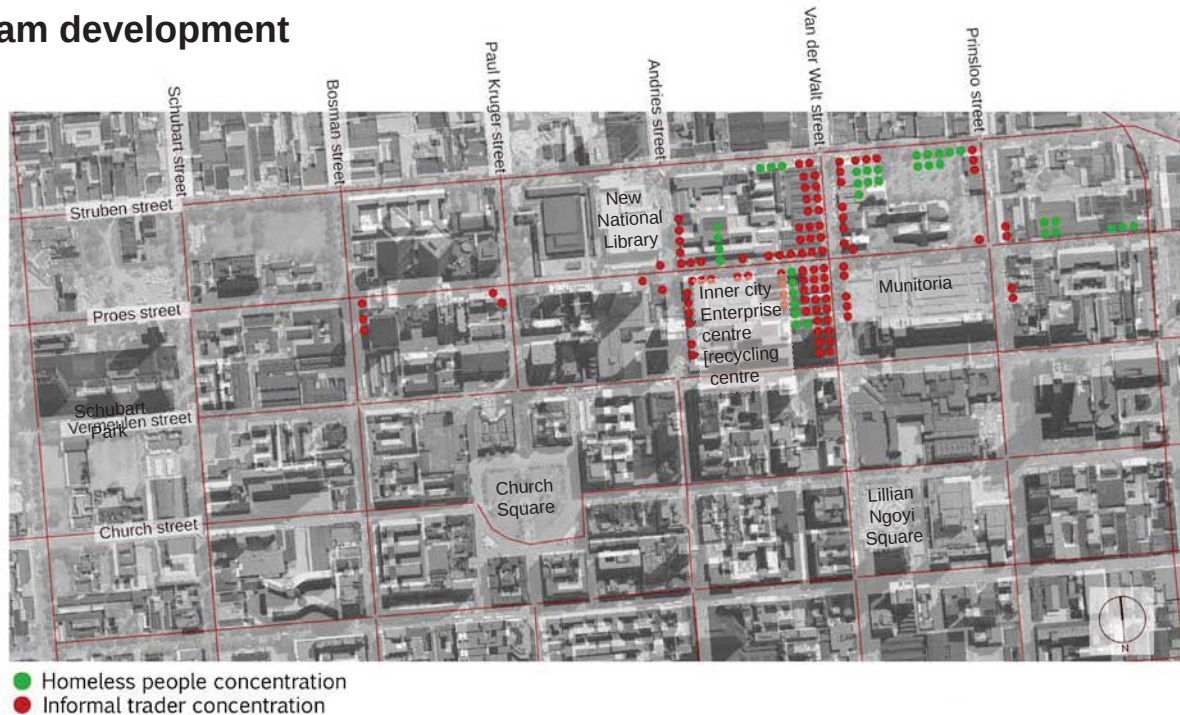 am development
Schubart street
Bosman street
Paul Kruger street
Andries street
Van der Walt street
Prinsloo street
Struben street
Proes street
Vermeulen street
Church street
New
National
Library
Inner city
Enterprise
centre
[recycling
centre
Munitoria
Schubart
Park
Church
Square
Lillian
Ngoyi
Square
N
Homeless people concentration
Informal trader concentration